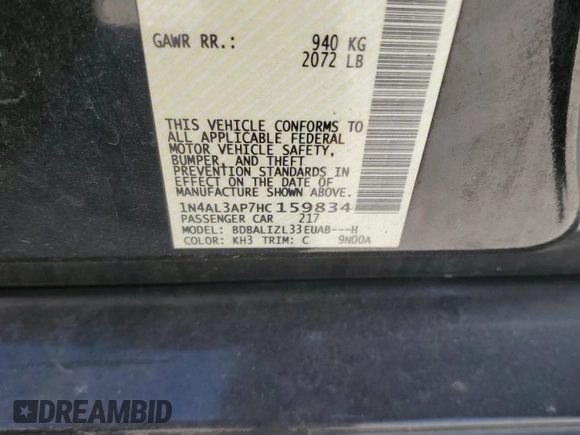 GAWR RR.: 940 KG
2072 LB
THIS VEHICLE CONFORMS TO
ALL APPLICABLE FEDERAL
MOTOR VEHICLE SAFETY,
BUMPER, AND THEFT
PREVENTION STANDARDS IN
EFFECT ON THE DATE OF
MANUFACTURE SHOWN ABOVE.
1N4AL3AP7HC159834
PASSENGER CAR 217
MODEL: BDBALIZL33EUAB---H
COLOR: KH3 TRIM: C 9N00A
DREAMBID